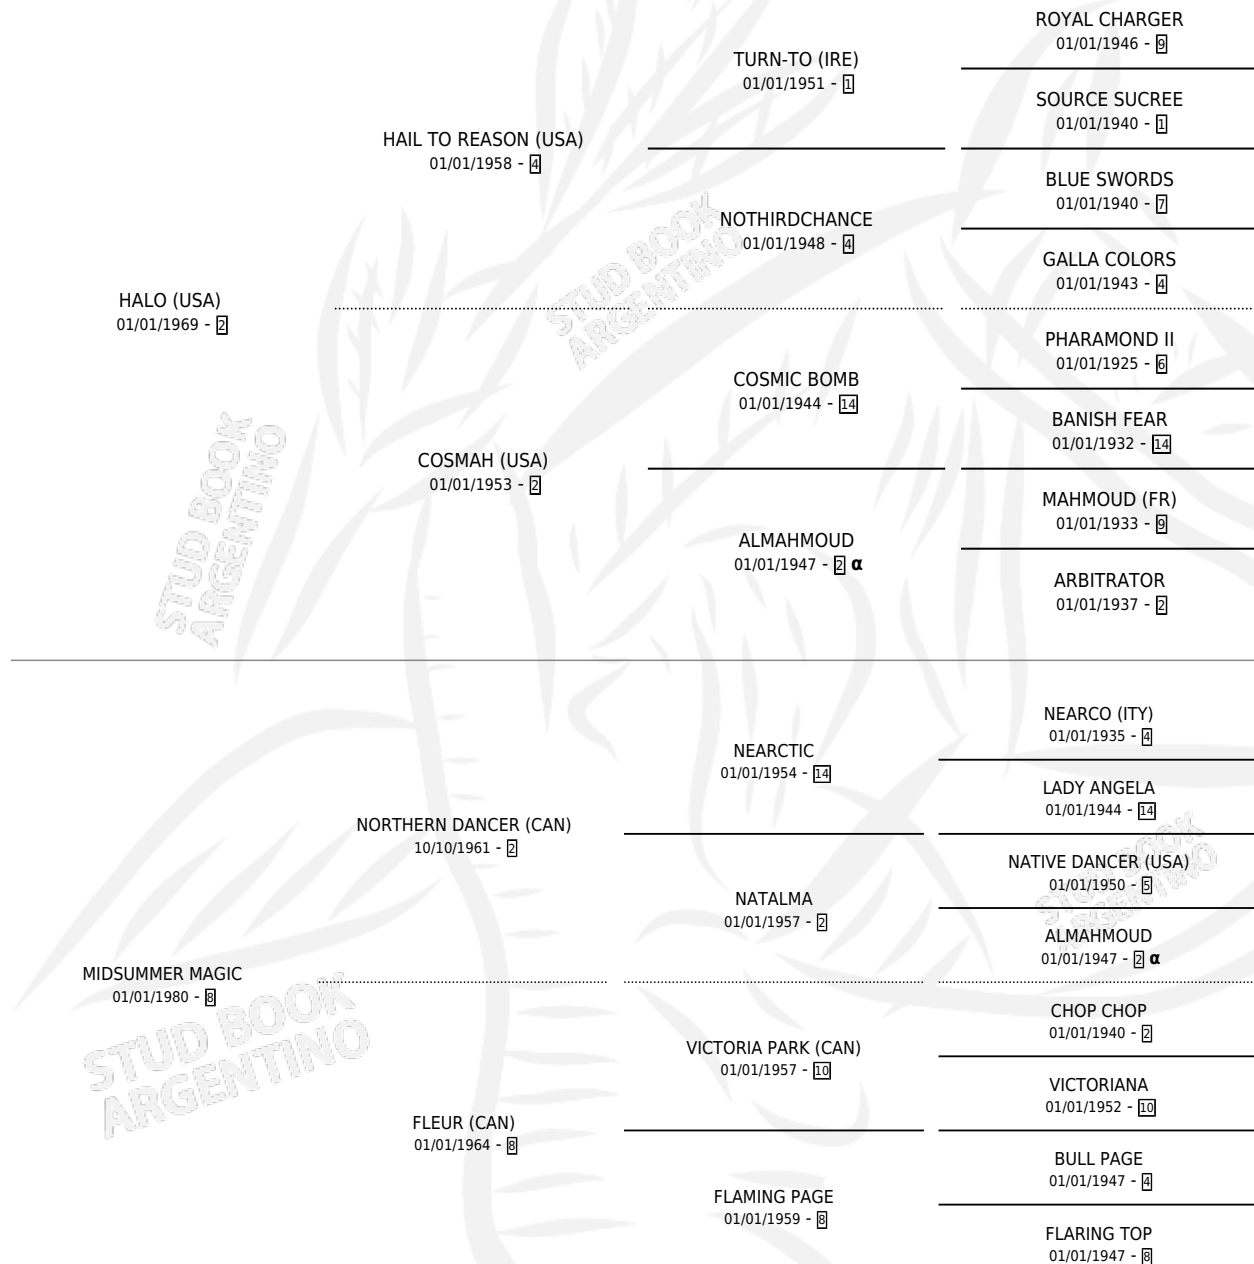 ROYAL CHARGER
01/01/1946 - 9
TURN-TO (IRE)
01/01/1951 - 1
SOURCE SUCREE
01/01/1940 - 1
HAIL TO REASON (USA)
01/01/1958 - 4
BLUE SWORDS
01/01/1940 - 7
NOTHIRDCHANCE
01/01/1948 - 4
GALLA COLORS
01/01/1943 - 4
HALO (USA)
01/01/1969 - 2
PHARAMOND II
01/01/1925 - 6
COSMIC BOMB
01/01/1944 - 14
BANISH FEAR
01/01/1932 - 14
COSMAH (USA)
01/01/1953 - 2
MAHMOUD (FR)
01/01/1933 - 9
ALMAHMOUD
01/01/1947 - 2 α
ARBITRATOR
01/01/1937 - 2
NEARCO (ITY)
01/01/1935 - 4
NEARCTIC
01/01/1954 - 14
LADY ANGELA
01/01/1944 - 14
NORTHERN DANCER (CAN)
10/10/1961 - 2
NATIVE DANCER (USA)
01/01/1950 - 5
NATALMA
01/01/1957 - 2
ALMAHMOUD
01/01/1947 - 2 α
MIDSUMMER MAGIC
01/01/1980 - 8
CHOP CHOP
01/01/1940 - 2
VICTORIA PARK (CAN)
01/01/1957 - 10
VICTORIANA
01/01/1952 - 10
FLEUR (CAN)
01/01/1964 - 8
BULL PAGE
01/01/1947 - 4
FLAMING PAGE
01/01/1959 - 8
FLARING TOP
01/01/1947 - 8
STUD BOOK
ARGENTINO
STUD BOOK
ARGENTINO
STUD BOOK
ARGENTINO
STUD BOOK
ARGENTINO